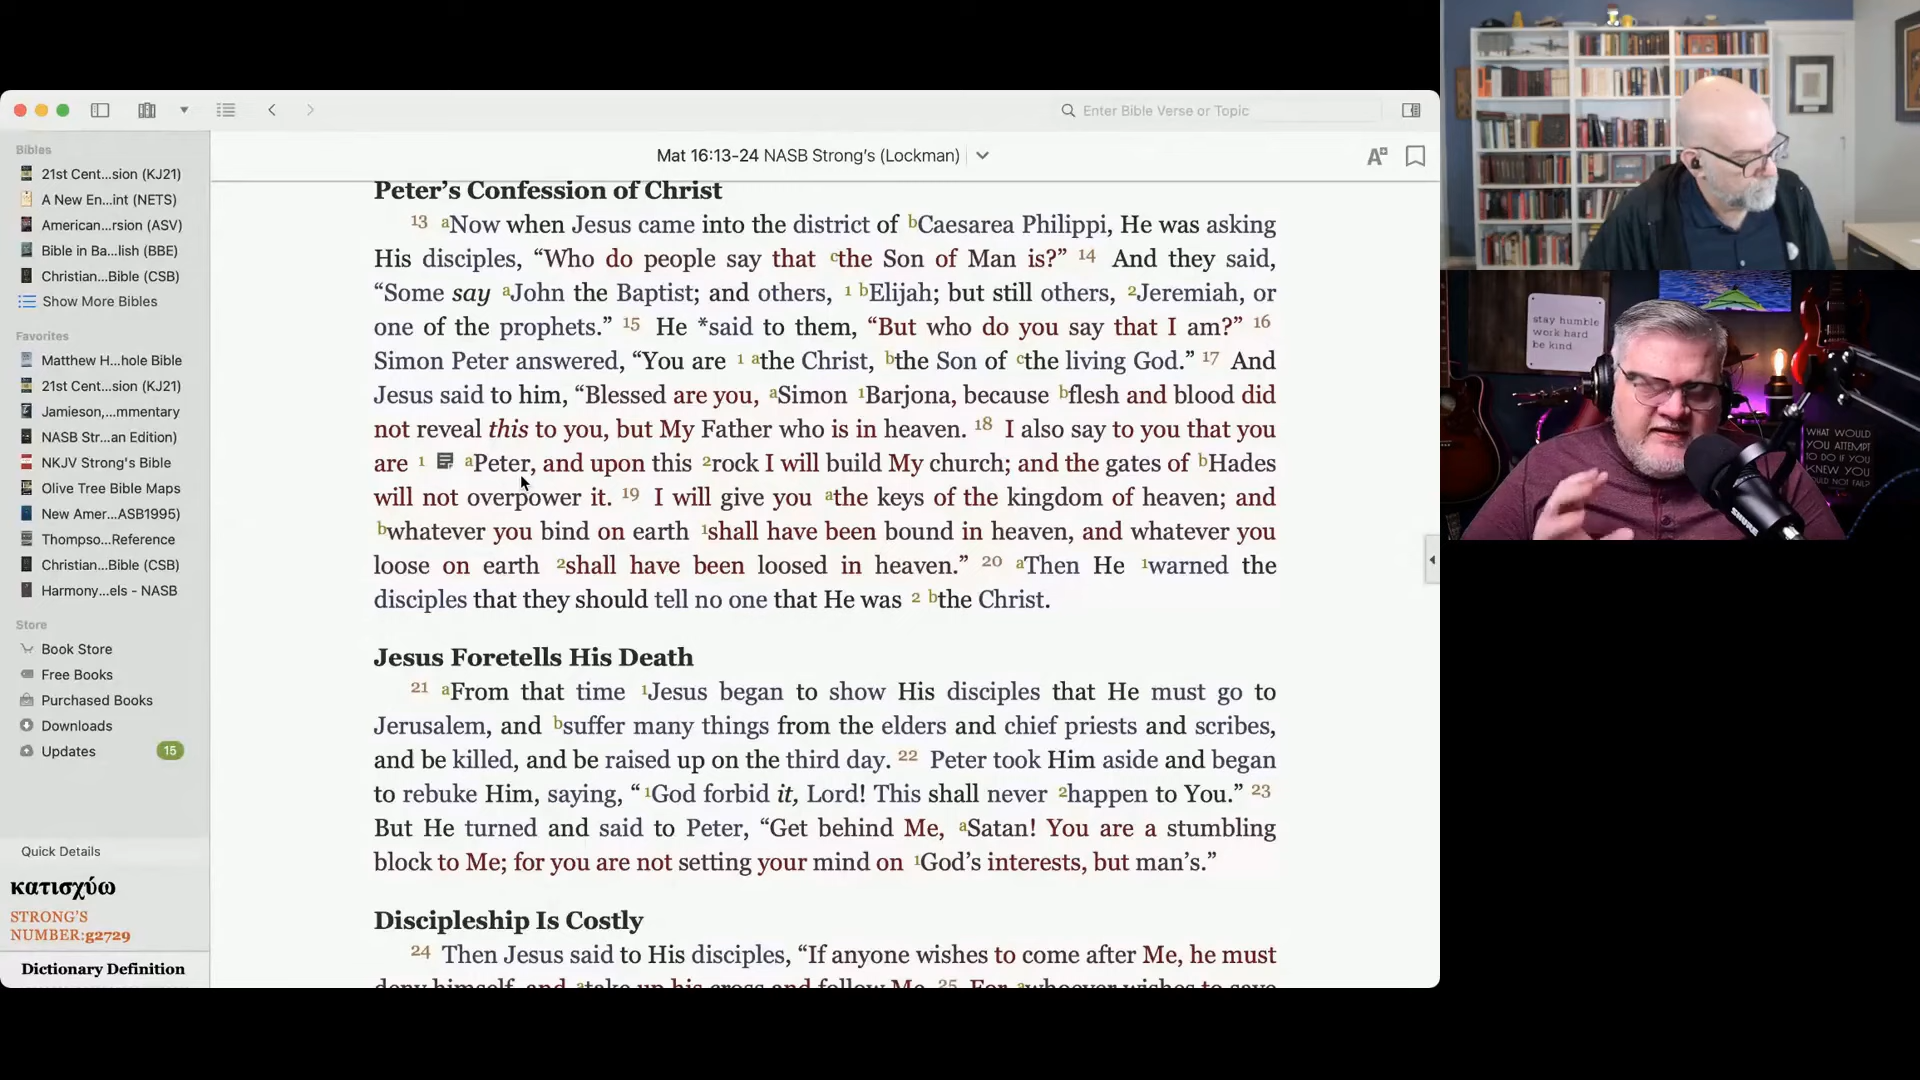 Enter Bible Verse or Topic
Bibles
21st Cent...sion (KJ21)
A New En...int (NETS)
American...rsion (ASV)
Bible in Ba...lish (BBE)
Christian...Bible (CSB)
Show More Bibles
Favorites
Matthew H...hole Bible
21st Cent...sion (KJ21)
Jamieson,...mmentary
NASB Str...an Edition)
NKJV Strong's Bible
Olive Tree Bible Maps
New Amer...ASB1995)
Thompso...Reference
Christian...Bible (CSB)
Harmony...els - NASB
Store
Book Store
Free Books
Purchased Books
Downloads
Updates 15
Quick Details
κατισχύω
STRONG'S
NUMBER:g2729
Dictionary Definition
Mat 16:13-24 NASB Strong's (Lockman)
Peter's Confession of Christ
13 aNow when Jesus came into the district of bCaesarea Philippi, He was asking
His disciples, “Who do people say that cthe Son of Man is?” 14 And they said,
“Some say aJohn the Baptist; and others, 1 bElijah; but still others, 2Jeremiah, or
one of the prophets.” 15 He *said to them, “But who do you say that I am?” 16
Simon Peter answered, “You are 1 athe Christ, bthe Son of cthe living God.” 17 And
Jesus said to him, “Blessed are you, aSimon 1Barjona, because bflesh and blood did
not reveal this to you, but My Father who is in heaven. 18 I also say to you that you
are 1 aPeter, and upon this 2rock I will build My church; and the gates of bHades
will not overpower it. 19 I will give you athe keys of the kingdom of heaven; and
bwhatever you bind on earth 1shall have been bound in heaven, and whatever you
loose on earth 2shall have been loosed in heaven.” 20 aThen He 1warned the
disciples that they should tell no one that He was 2 bthe Christ.
Jesus Foretells His Death
21 aFrom that time 1Jesus began to show His disciples that He must go to
Jerusalem, and bsuffer many things from the elders and chief priests and scribes,
and be killed, and be raised up on the third day. 22 Peter took Him aside and began
to rebuke Him, saying, “1God forbid it, Lord! This shall never 2happen to You.” 23
But He turned and said to Peter, “Get behind Me, aSatan! You are a stumbling
block to Me; for you are not setting your mind on 1God's interests, but man's.”
Discipleship Is Costly
24 Then Jesus said to His disciples, “If anyone wishes to come after Me, he must
deny himself, and atake up his cross and follow Me. 25 For awhoever wishes to save
stay humble
work hard
be kind.
WHAT WOULD
YOU ATTEMPT
TO DO IF YOU
KNEW YOU
COULD NOT FAIL?
SHURE